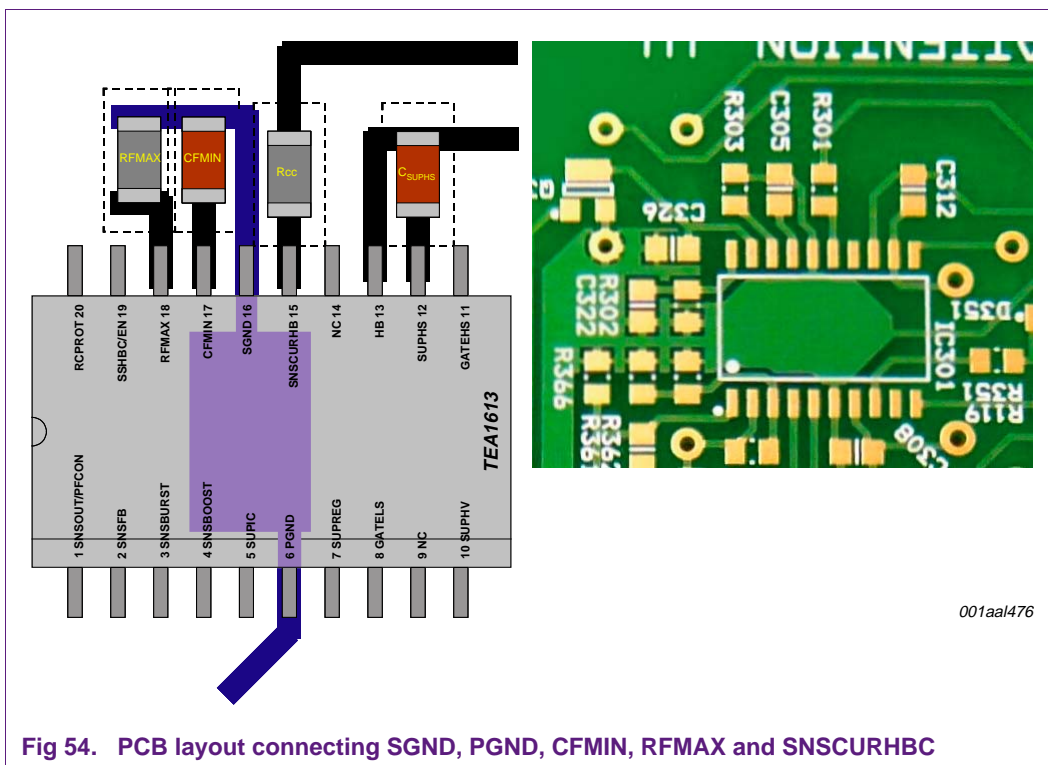 RFMAX
CFMIN
Rcc
CSUPHS
RCPROT 20
SSHBC/EN 19
RFMAX 18
CFMIN 17
SGND 16
SNSCURHB 15
NC 14
HB 13
SUPHS 12
GATEHS 11
TEA1613
1 SNSOUT/PFCON
2 SNSFB
3 SNSBURST
4 SNSBOOST
5 SUPIC
6 PGND
7 SUPREG
8 GATELS
9 NC
10 SUPHV
R303
C305
R301
C312
C326
C322
R302
R366
D351
IC301
R351
R119
C308
001aal476
Fig 54. PCB layout connecting SGND, PGND, CFMIN, RFMAX and SNSCURHBC